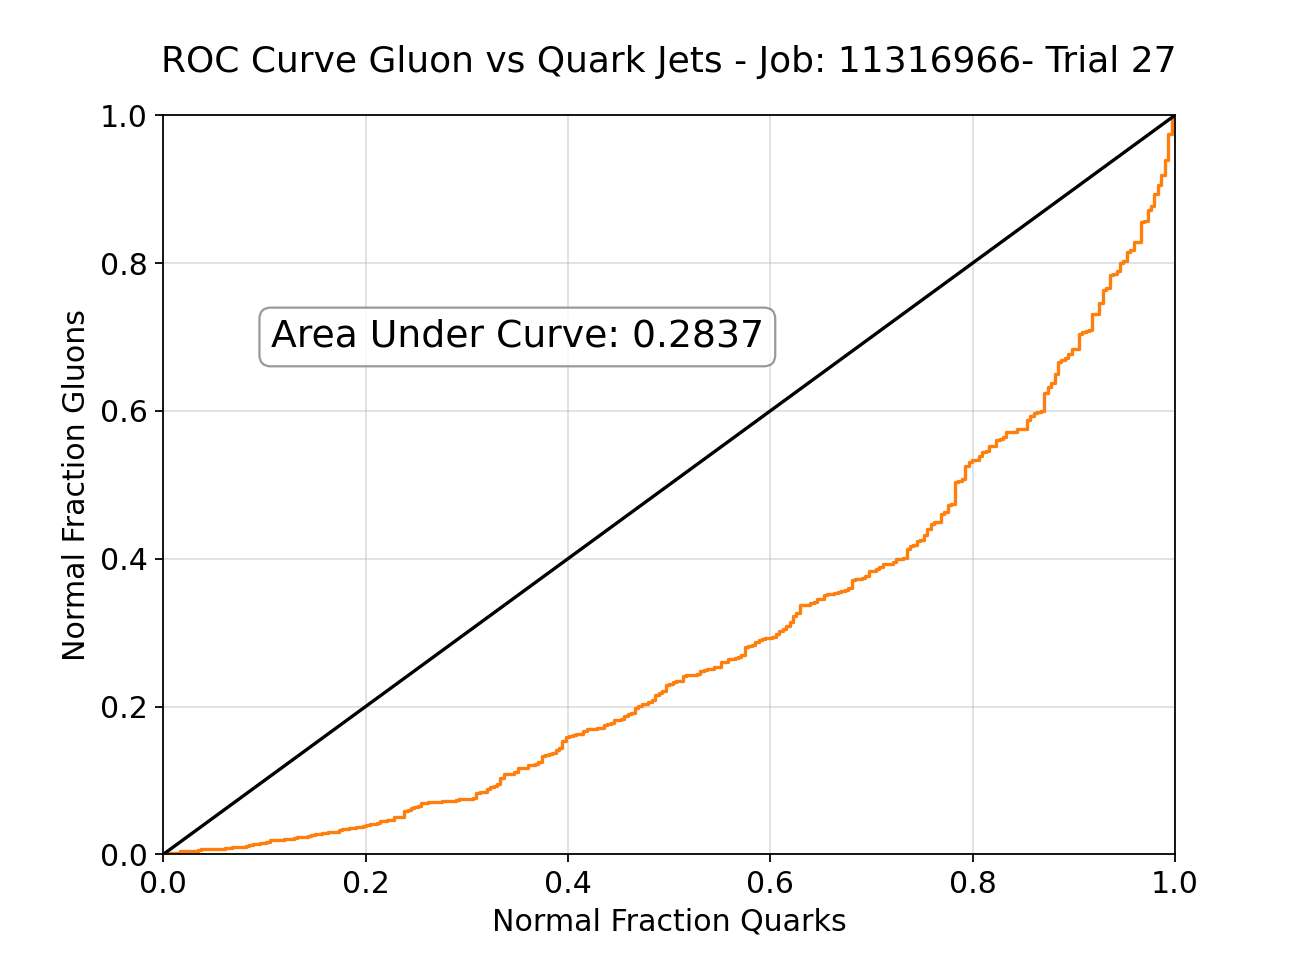 ROC Curve Gluon vs Quark Jets - Job: 11316966- Trial 27
1.0
0.8
Area Under Curve: 0.2837
0.6
Normal Fraction Gluons
0.4
0.2
0.0
0.0 0.2 0.4 0.6 0.8 1.0
Normal Fraction Quarks